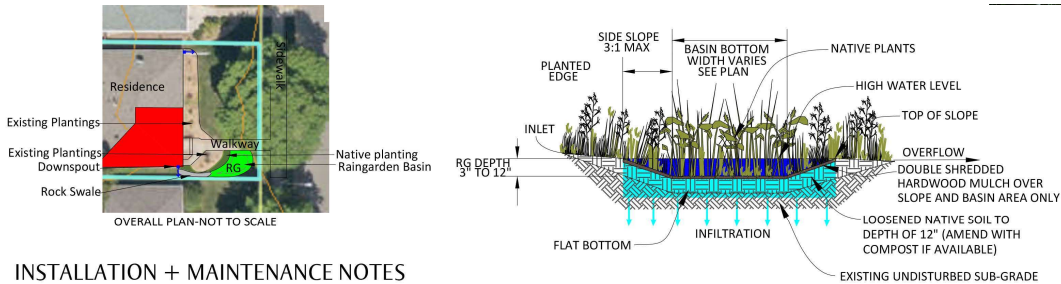 Residence
Sidewalk
Existing Plantings
Walkway
Existing Plantings
Downspout
Rock Swale
RG
Native planting
Raingarden Basin
OVERALL PLAN-NOT TO SCALE
INSTALLATION + MAINTENANCE NOTES
SIDE SLOPE
3:1 MAX
BASIN BOTTOM
WIDTH VARIES
SEE PLAN
NATIVE PLANTS
PLANTED
EDGE
HIGH WATER LEVEL
TOP OF SLOPE
INLET
RG DEPTH
3" TO 12"
OVERFLOW
DOUBLE SHREDDED
HARDWOOD MULCH OVER
SLOPE AND BASIN AREA ONLY
LOOSENED NATIVE SOIL TO
DEPTH OF 12" (AMEND WITH
COMPOST IF AVAILABLE)
FLAT BOTTOM
INFILTRATION
EXISTING UNDISTURBED SUB-GRADE